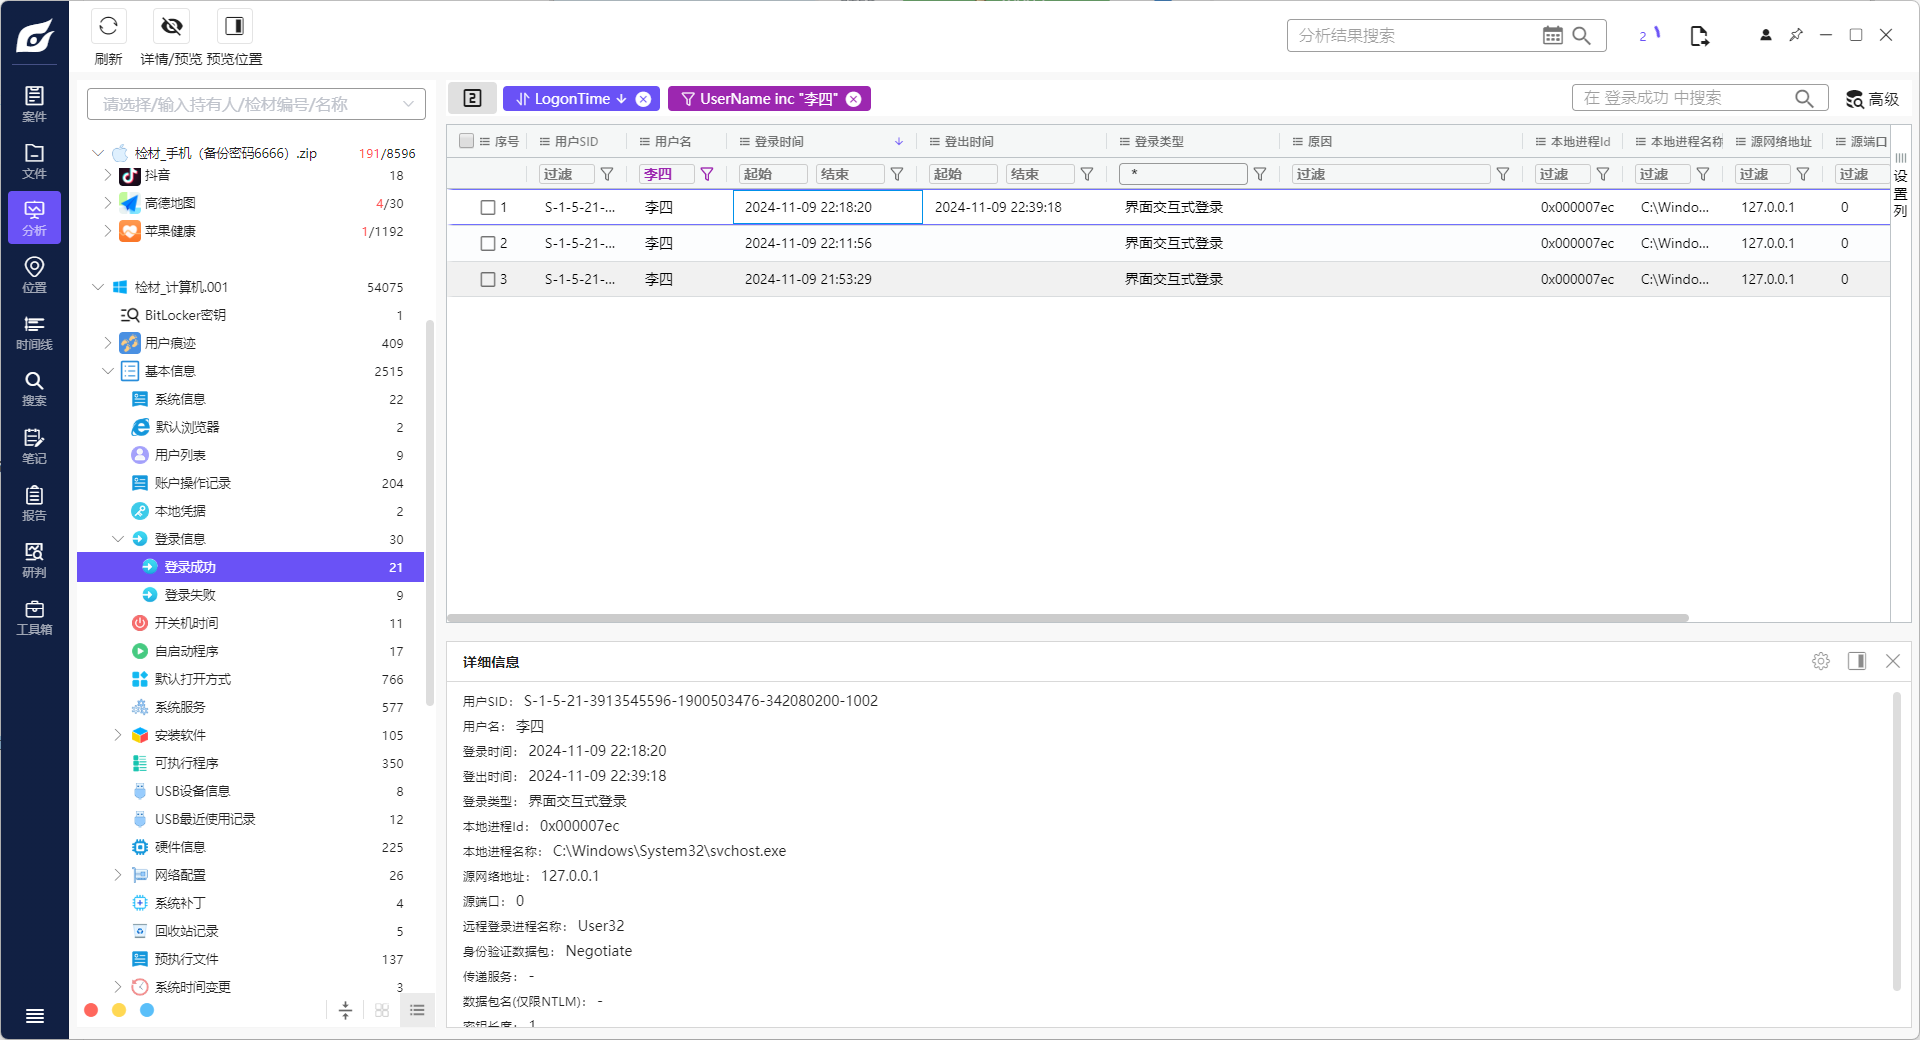 刷新
详情/预览
预览位置
分析结果搜索
2
案件
文件
分析
位置
时间线
搜索
笔记
报告
研判
工具箱
请选择/输入持有人/检材编号/名称
检材_手机（备份密码6666）.zip 191/8596
抖音 18
高德地图 4/30
苹果健康 1/1192
检材_计算机.001 54075
BitLocker密钥 1
用户痕迹 409
基本信息 2515
系统信息 22
默认浏览器 2
用户列表 9
账户操作记录 204
本地凭据 2
登录信息 30
登录成功 21
登录失败 9
开关机时间 11
自启动程序 17
默认打开方式 766
系统服务 577
安装软件 105
可执行程序 350
USB设备信息 8
USB最近使用记录 12
硬件信息 225
网络配置 26
系统补丁 4
回收站记录 5
预执行文件 137
系统时间变更 3
2 LogonTime UserName inc "李四" 在 登录成功 中搜索 高级
序号 用户SID 用户名 登录时间 登出时间 登录类型 原因 本地进程Id 本地进程名称 源网络地址 源端口
过滤 李四 起始 结束 起始 结束 * 过滤 过滤 过滤 过滤 过滤
1 S-1-5-21-... 李四 2024-11-09 22:18:20 2024-11-09 22:39:18 界面交互式登录 0x000007ec C:\Windo... 127.0.0.1 0
2 S-1-5-21-... 李四 2024-11-09 22:11:56 界面交互式登录 0x000007ec C:\Windo... 127.0.0.1 0
3 S-1-5-21-... 李四 2024-11-09 21:53:29 界面交互式登录 0x000007ec C:\Windo... 127.0.0.1 0
设置列
详细信息
用户SID： S-1-5-21-3913545596-1900503476-342080200-1002
用户名： 李四
登录时间： 2024-11-09 22:18:20
登出时间： 2024-11-09 22:39:18
登录类型： 界面交互式登录
本地进程Id： 0x000007ec
本地进程名称： C:\Windows\System32\svchost.exe
源网络地址： 127.0.0.1
源端口： 0
远程登录进程名称： User32
身份验证数据包： Negotiate
传递服务： -
数据包名(仅限NTLM)： -
密钥长度： 1